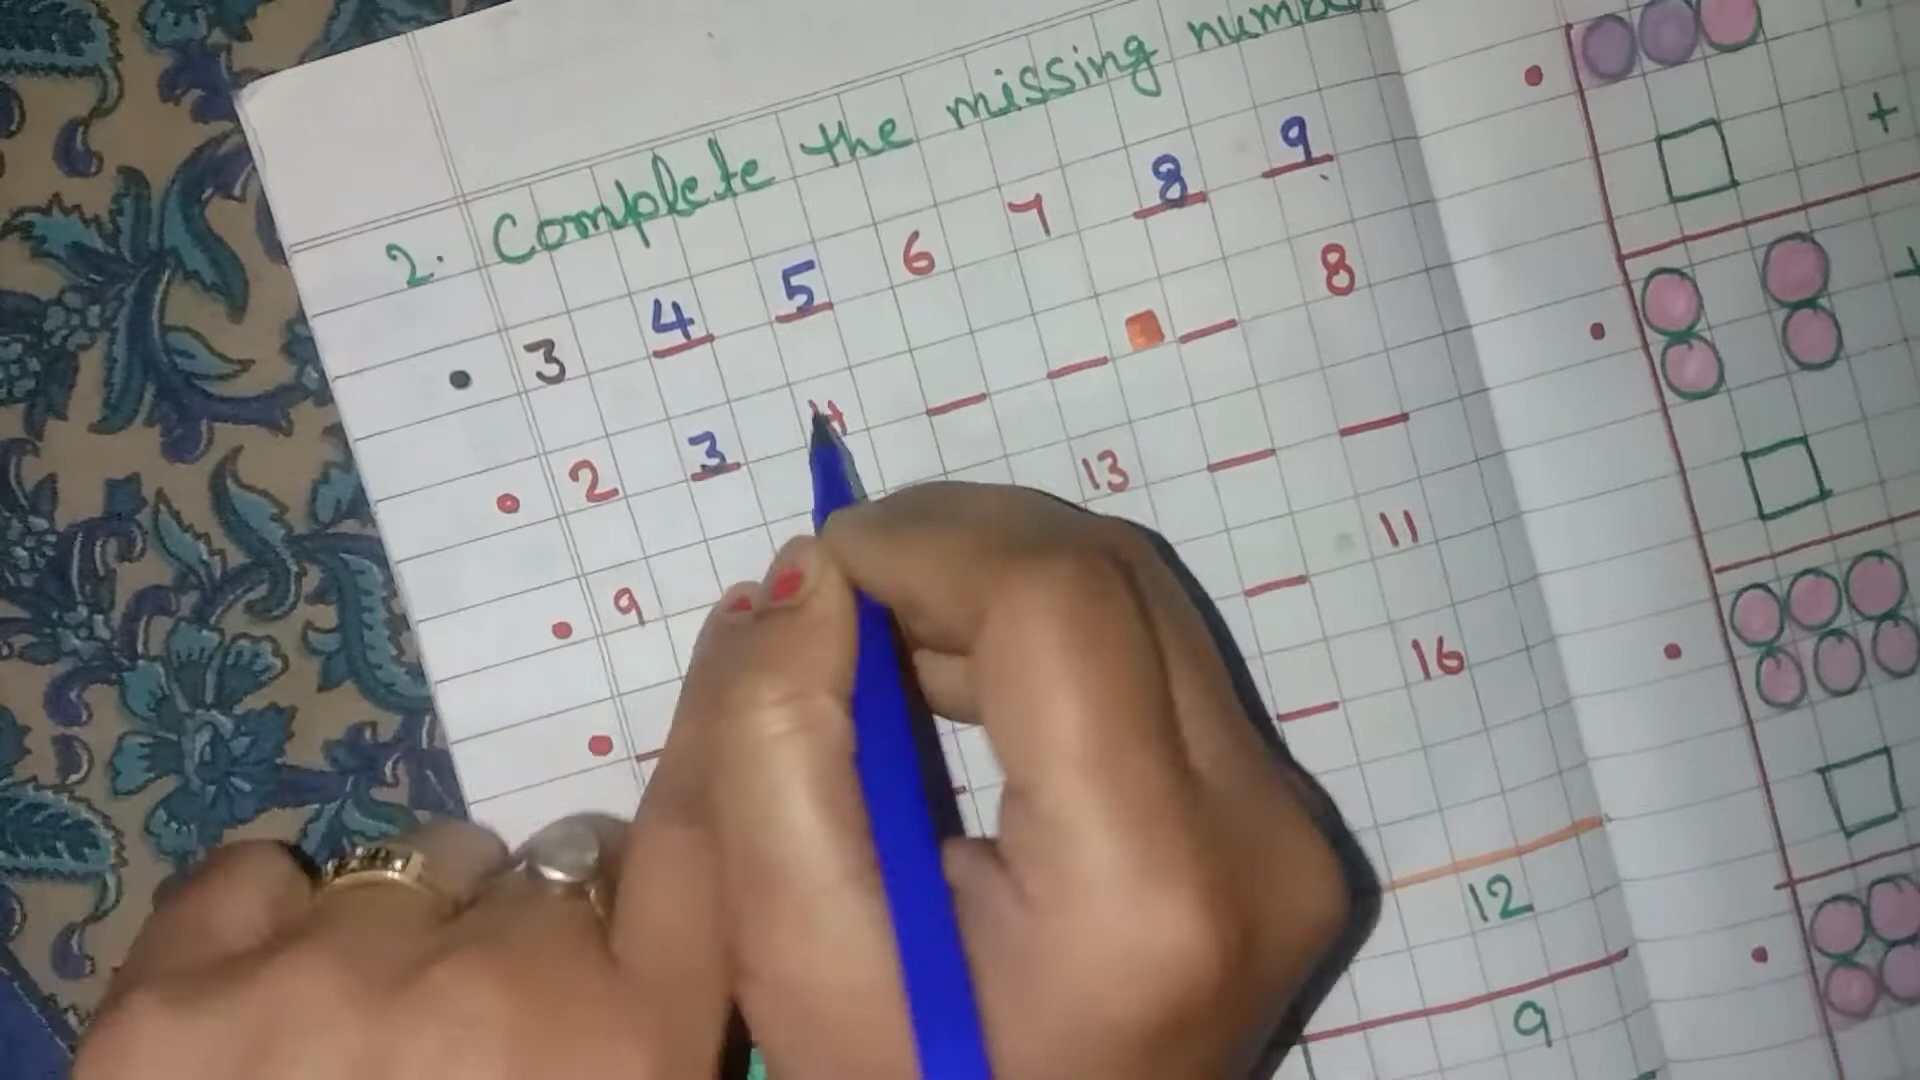 2. Complete the missing
3 4 5 6 7 8 9
2 3 4 _ _ _ 8
9 13 _ _
_ 11
_ 16
12
9
+